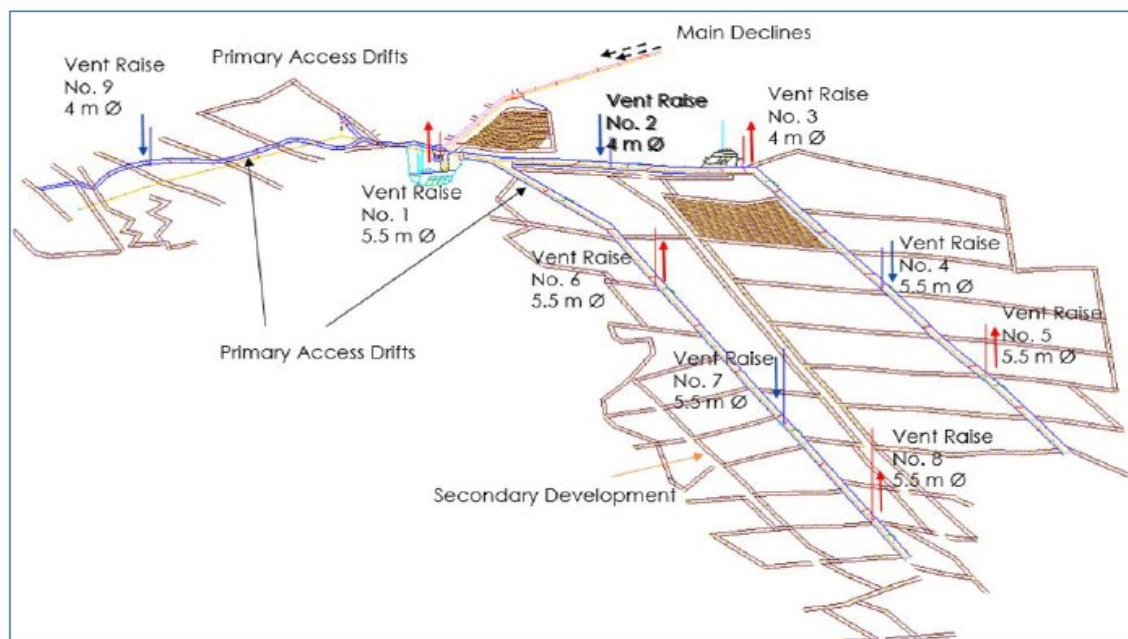 Main Declines
Primary Access Drifts
Vent Raise
No. 9
4 m Ø
Vent Raise
No. 2
4 m Ø
Vent Raise
No. 3
4 m Ø
Vent Raise
No. 1
5.5 m Ø
Vent Raise
No. 6
5.5 m Ø
Vent Raise
No. 4
5.5 m Ø
Vent Raise
No. 5
5.5 m Ø
Primary Access Drifts
Vent Raise
No. 7
5.5 m Ø
Vent Raise
No. 8
5.5 m Ø
Secondary Development